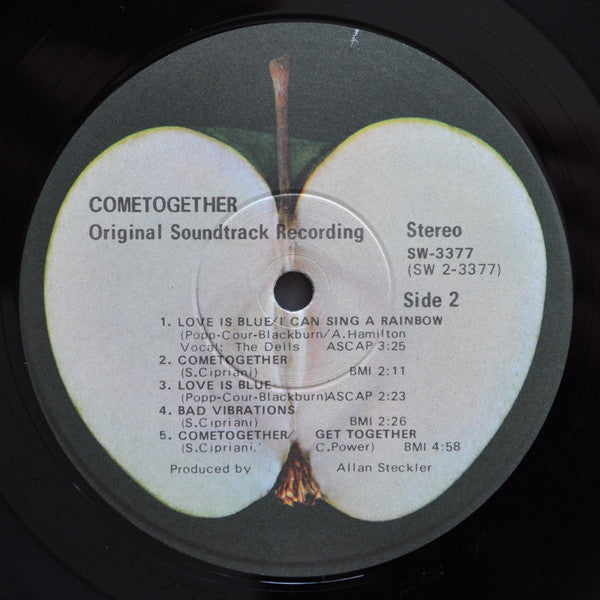 COMETOGETHER
Original Soundtrack Recording
Stereo
SW-3377
(SW 2-3377)
Side 2
1. LOVE IS BLUE/I CAN SING A RAINBOW
(Popp-Cour-Blackburn/A.Hamilton
Vocal: The Dells ASCAP 3:25
2. COMETOGETHER
(S.Cipriani) BMI 2:11
3. LOVE IS BLUE
(Popp-Cour-Blackburn)ASCAP 2:23
4. BAD VIBRATIONS
(S.Cipriani) BMI 2:26
5. COMETOGETHER/ GET TOGETHER
(S.Cipriani. C.Power) BMI 4:58
Produced by Allan Steckler